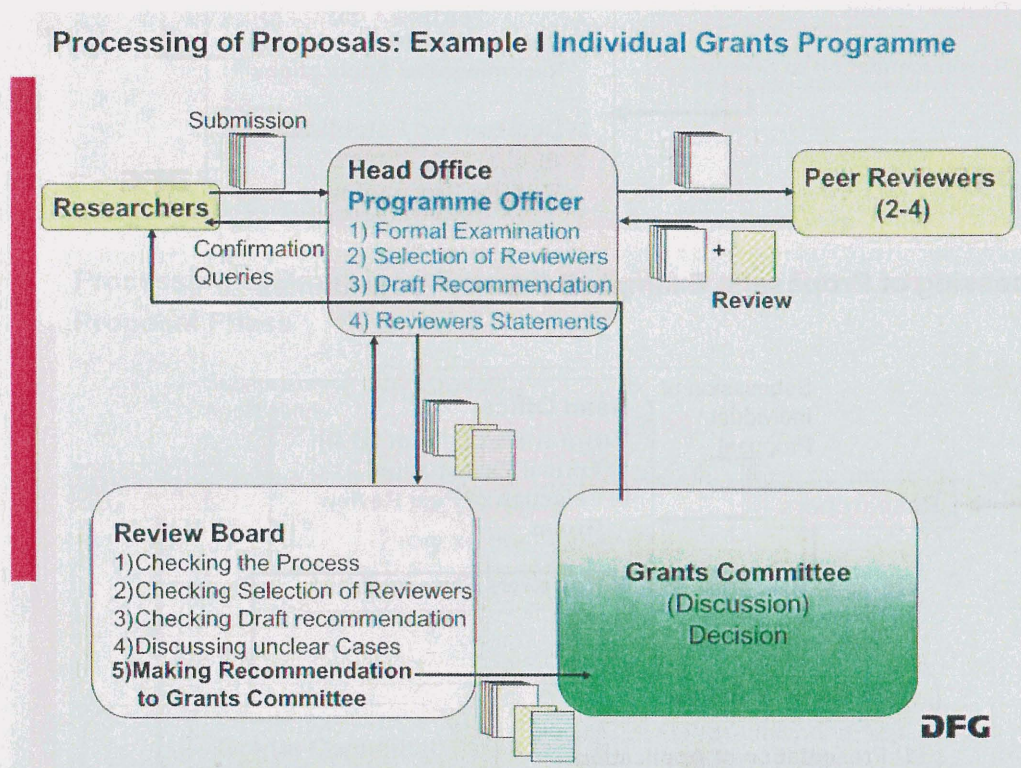 Processing of Proposals: Example I Individual Grants Programme
Submission
Researchers
Confirmation
Queries
Head Office
Programme Officer
1) Formal Examination
2) Selection of Reviewers
3) Draft Recommendation
4) Reviewers Statements
Peer Reviewers
(2-4)
+
Review
Review Board
1)Checking the Process
2)Checking Selection of Reviewers
3)Checking Draft recommendation
4)Discussing unclear Cases
5)Making Recommendation
to Grants Committee
Grants Committee
(Discussion)
Decision
DFG